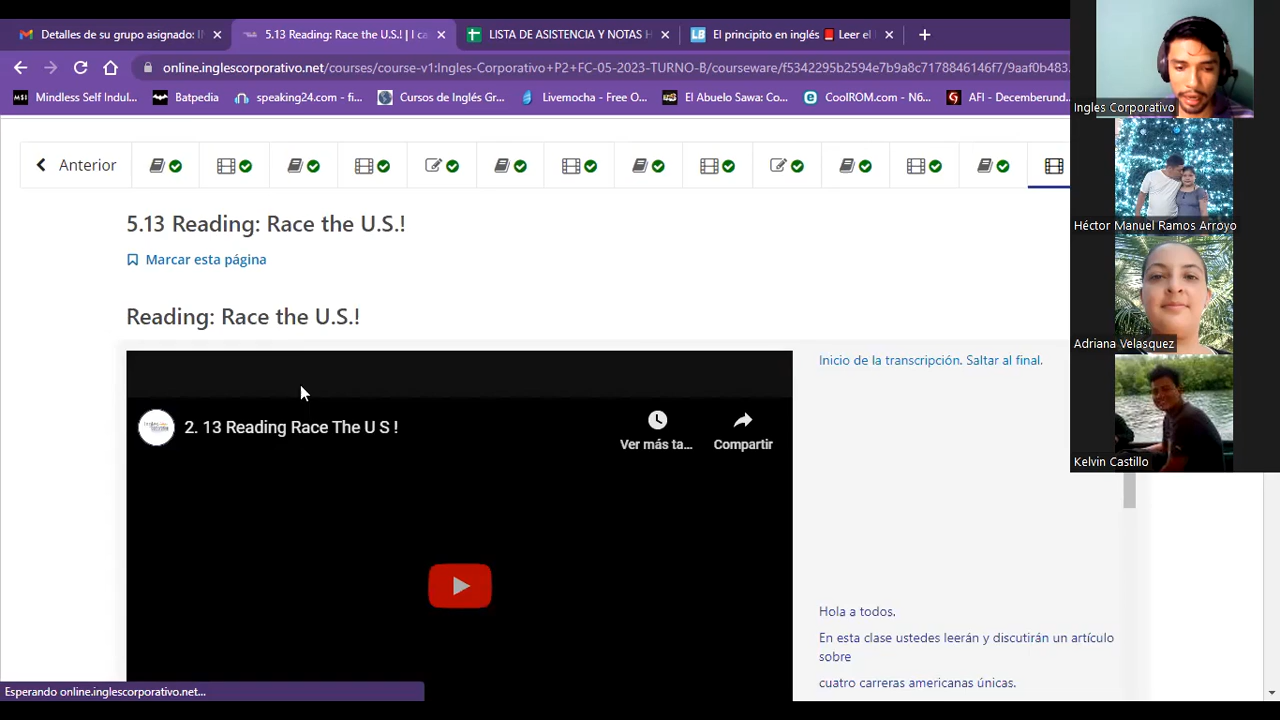 Detalles de su grupo asignado: I
5.13 Reading: Race the U.S.! | I ca
LISTA DE ASISTENCIA Y NOTAS H
El principito en inglés 📕 Leer el
online.inglescorporativo.net/courses/course-v1:Ingles-Corporativo+P2+FC-05-2023-TURNO-B/courseware/f5342295b2594e7b9a8c7178846146f7/9aaf0b483
Mindless Self Indul...
Batpedia
speaking24.com - fi...
Cursos de Inglés Gr...
Livemocha - Free O...
El Abuelo Sawa: Co...
CoolROM.com - N6...
AFI - Decemberund...
Ingles Corporativo
Anterior
5.13 Reading: Race the U.S.!
Marcar esta página
Héctor Manuel Ramos Arroyo
Reading: Race the U.S.!
Adriana Velasquez
Inicio de la transcripción. Saltar al final.
2. 13 Reading Race The U S !
Ver más ta...
Compartir
Kelvin Castillo
Hola a todos.
En esta clase ustedes leerán y discutirán un artículo
sobre
cuatro carreras americanas únicas.
Esperando online.inglescorporativo.net...